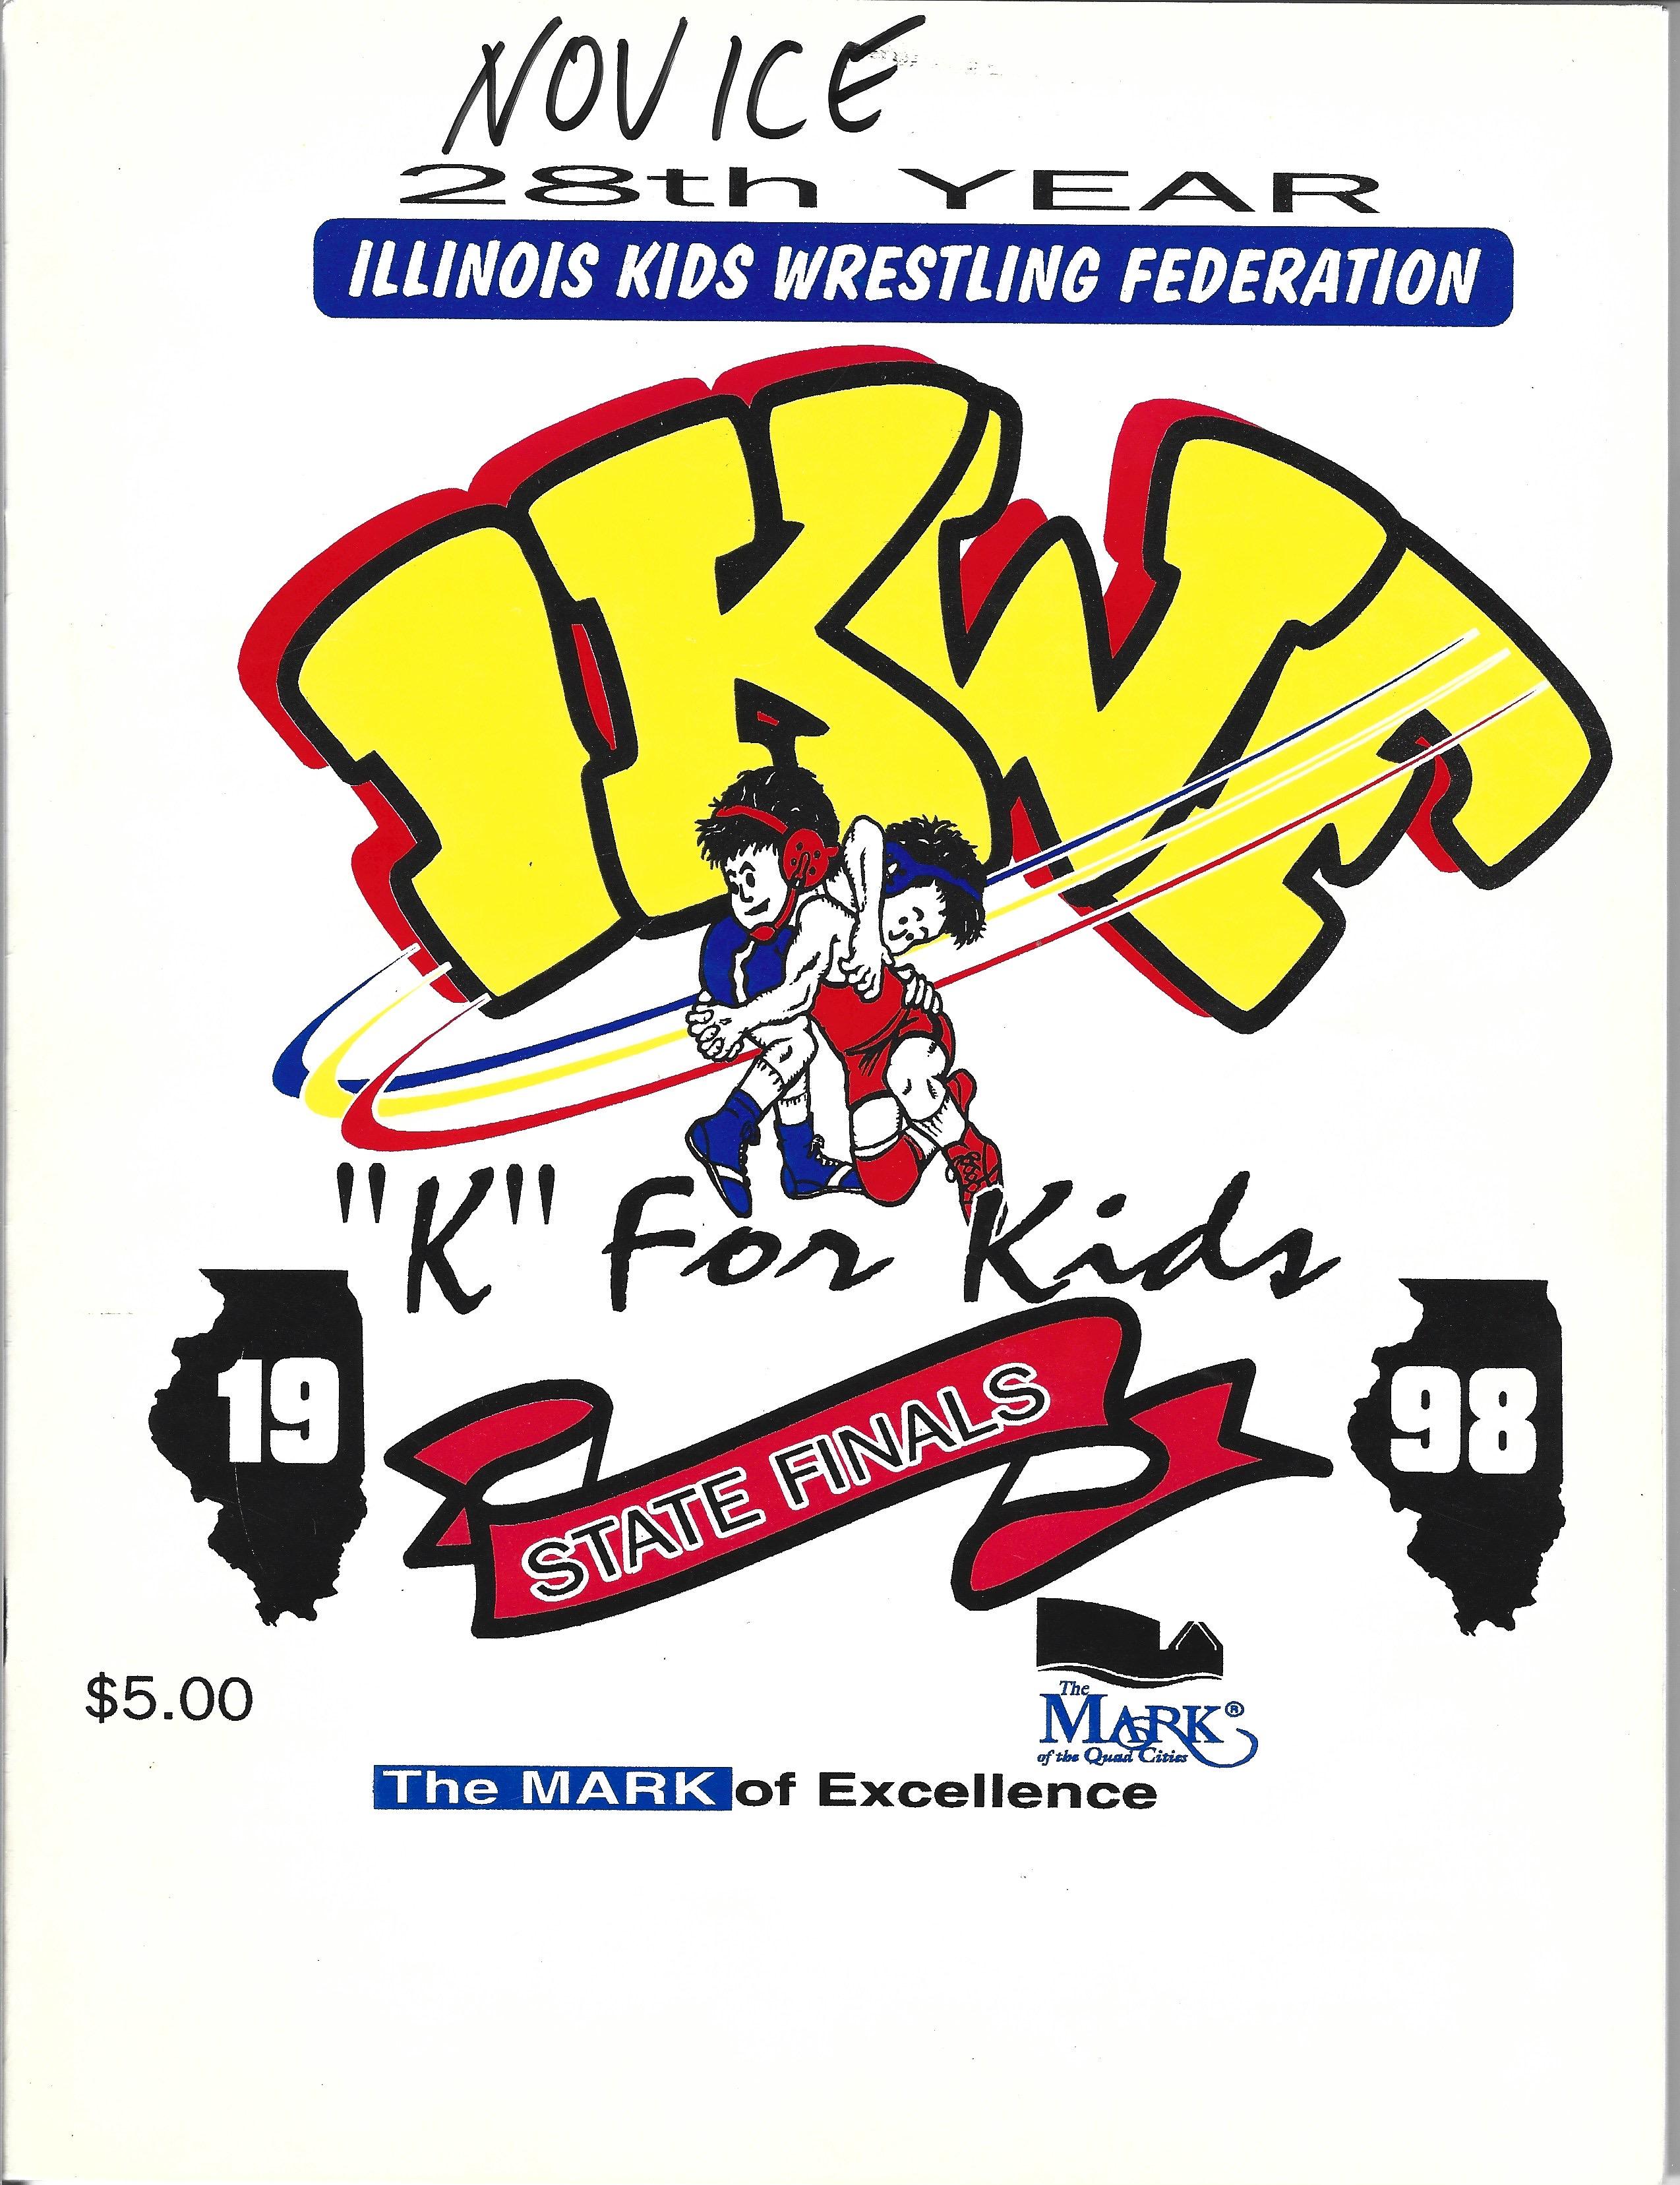 NOVICE
28th YEAR
ILLINOIS KIDS WRESTLING FEDERATION
IKWF
"K" For Kids
19
98
STATE FINALS
$5.00
The
MARK®
of the Quad Cities
The MARK of Excellence